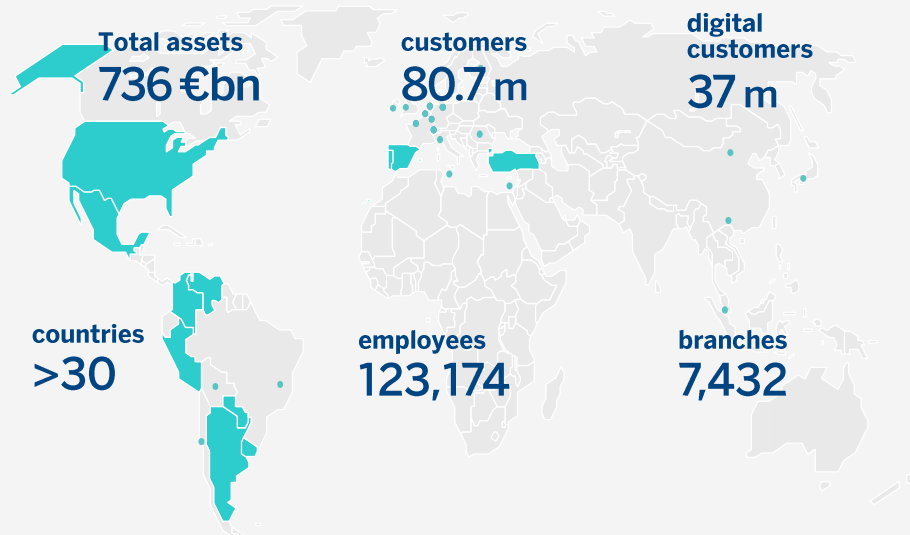 Total assets
736 €bn
customers
80.7 m
digital
customers
37 m
countries
>30
employees
123,174
branches
7,432